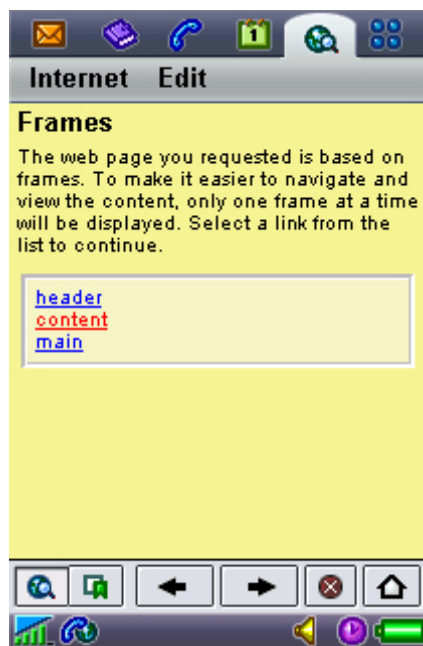 1
Internet Edit
Frames
The web page you requested is based on
frames. To make it easier to navigate and
view the content, only one frame at a time
will be displayed. Select a link from the
list to continue.
header
content
main